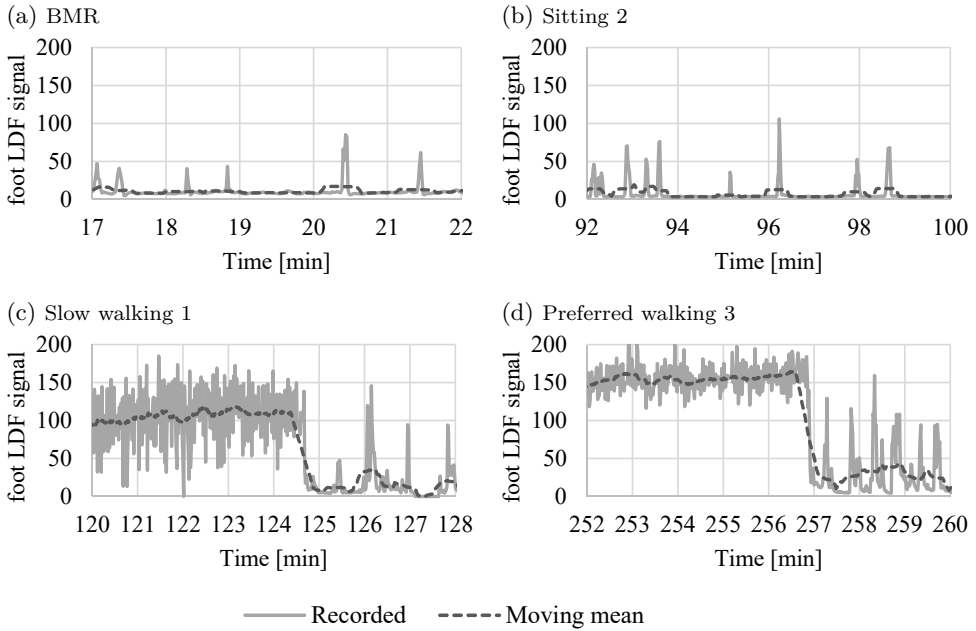 (a) BMR
foot LDF signal
200
150
100
50
0
17 18 19 20 21 22
Time [min]
(b) Sitting 2
foot LDF signal
200
150
100
50
0
92 94 96 98 100
Time [min]
(c) Slow walking 1
foot LDF signal
200
150
100
50
0
120 121 122 123 124 125 126 127 128
Time [min]
(d) Preferred walking 3
foot LDF signal
200
150
100
50
0
252 253 254 255 256 257 258 259 260
Time [min]
Recorded Moving mean